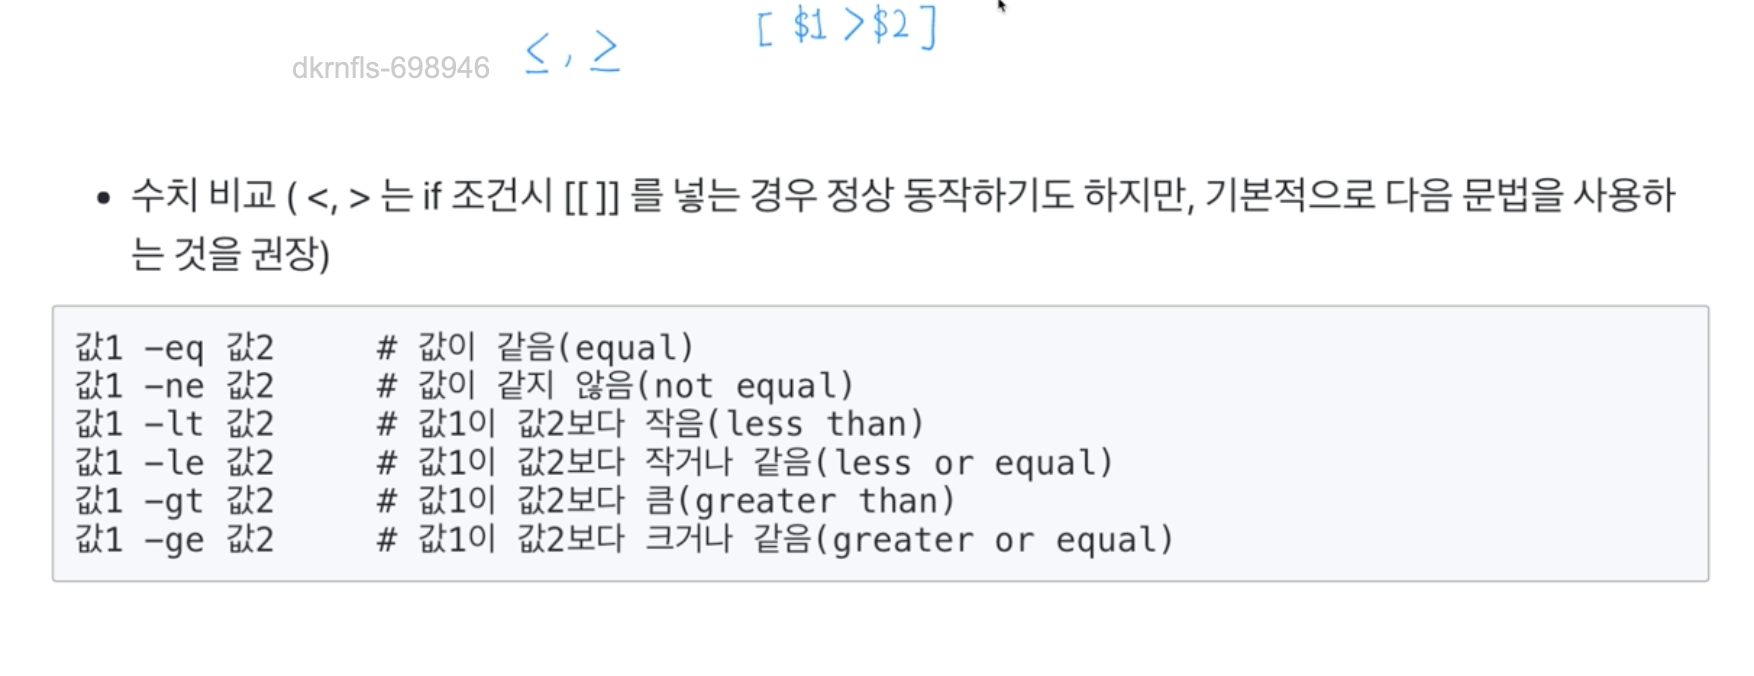 [ $1 > $2 ]
≤ , ≥
dkrnfls-698946
• 수치 비교 ( <, > 는 if 조건시 [[ ]] 를 넣는 경우 정상 동작하기도 하지만, 기본적으로 다음 문법을 사용하
는 것을 권장)
값1 -eq 값2 # 값이 같음(equal)
값1 -ne 값2 # 값이 같지 않음(not equal)
값1 -lt 값2 # 값1이 값2보다 작음(less than)
값1 -le 값2 # 값1이 값2보다 작거나 같음(less or equal)
값1 -gt 값2 # 값1이 값2보다 큼(greater than)
값1 -ge 값2 # 값1이 값2보다 크거나 같음(greater or equal)